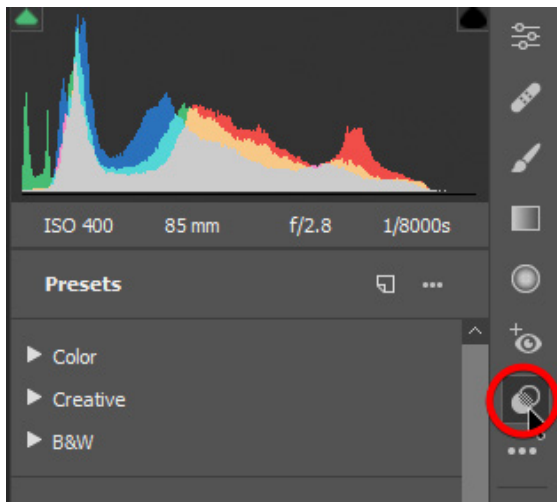 ISO 400 85 mm f/2.8 1/8000s
Presets
Color
Creative
B&W